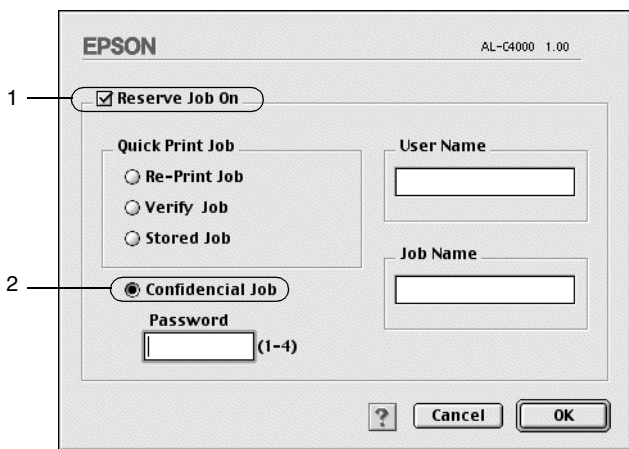 EPSON
AL-C4000 1.00
1
Reserve Job On
Quick Print Job
Re-Print Job
Verify Job
Stored Job
2
Confidencial Job
Password
(1-4)
User Name
Job Name
?
Cancel
OK